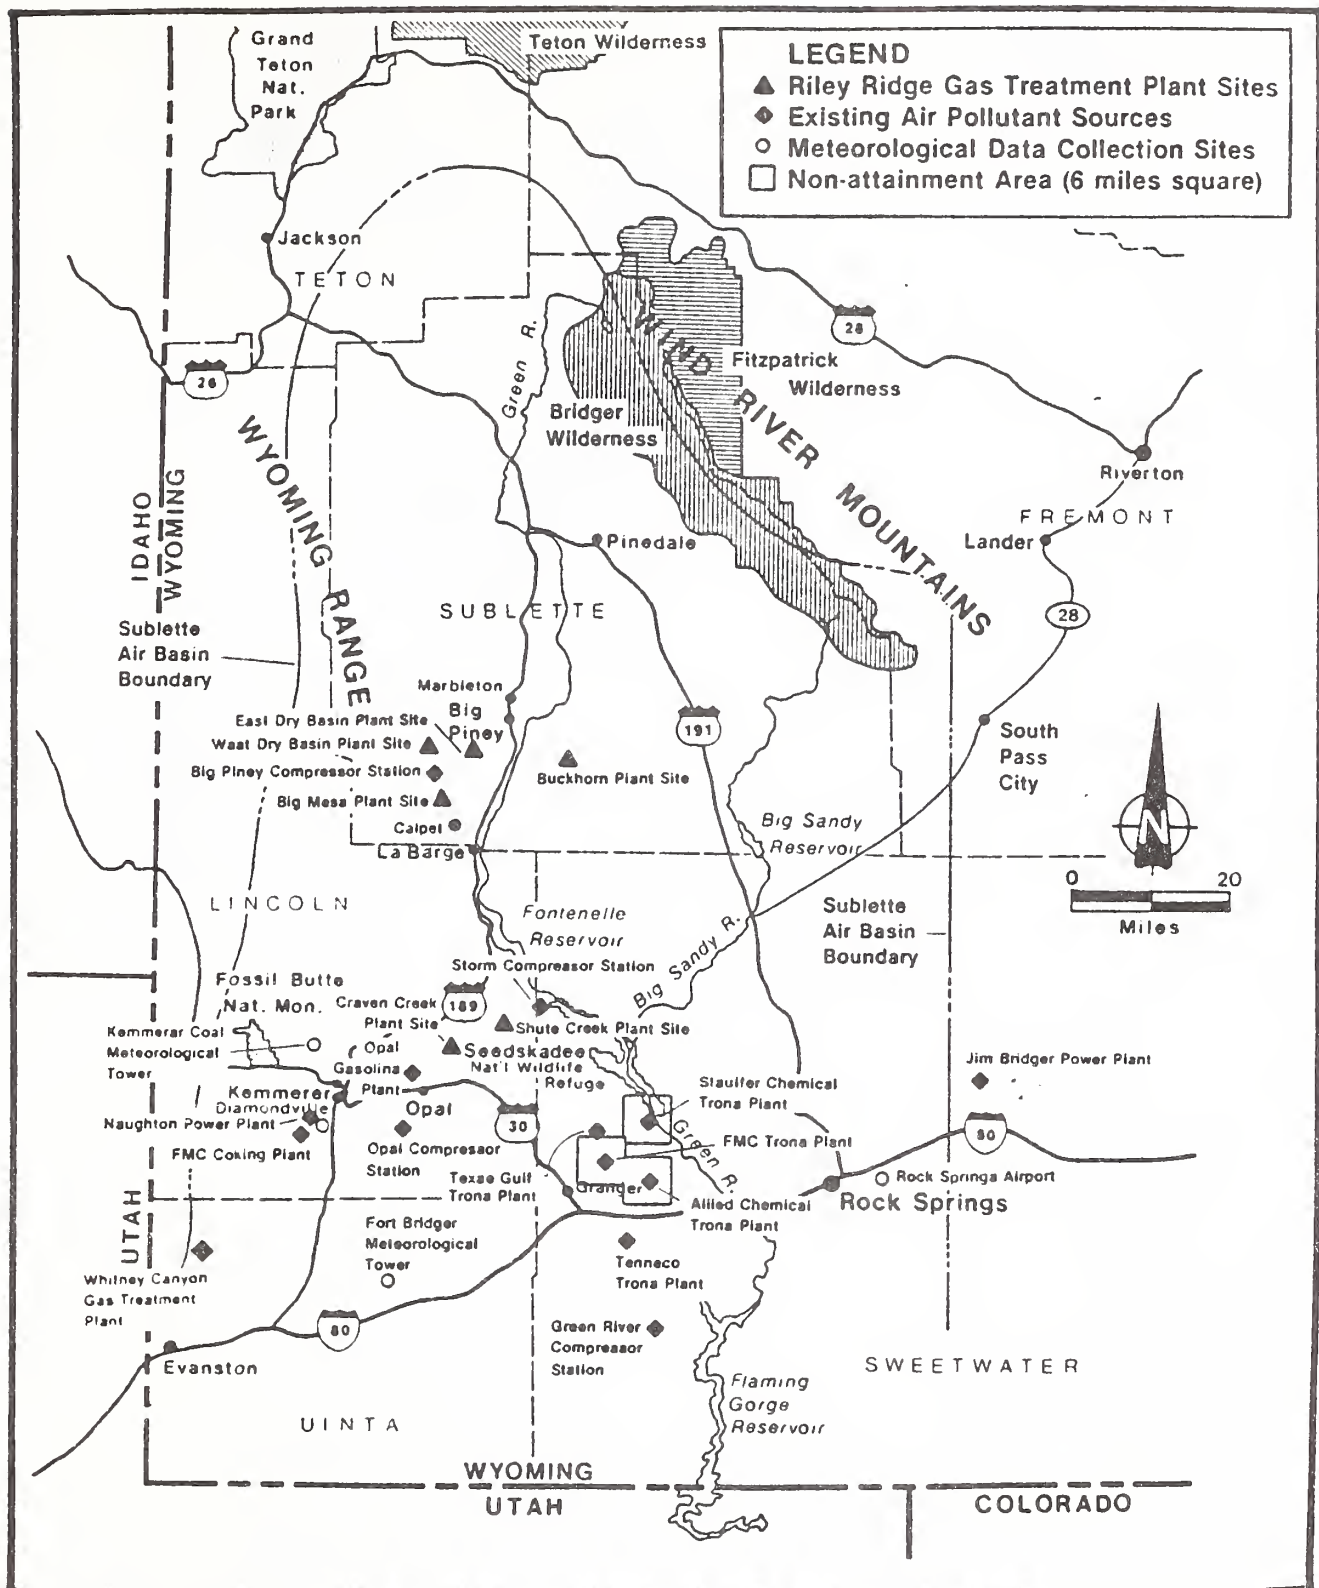 Grand
Teton
Nat.
Park
Teton Wilderness
LEGEND
Riley Ridge Gas Treatment Plant Sites
Existing Air Pollutant Sources
Meteorological Data Collection Sites
Non-attainment Area (6 miles square)
Jackson
TETON
28
26
Green R.
WIND RIVER MOUNTAINS
Fitzpatrick
Wilderness
Bridger
Wilderness
WYOMING RANGE
Riverton
FREMONT
Lander
IDAHO
WYOMING
Pinedale
SUBLETTE
28
Sublette
Air Basin
Boundary
Marbleton
Big
Piney
East Dry Basin Plant Site
West Dry Basin Plant Site
Big Piney Compressor Station
Big Mesa Plant Site
Buckhorn Plant Site
191
South
Pass
City
Calpet
La Barge
Big Sandy
Reservoir
N
0 20
Miles
LINCOLN
Fontenelle
Reservoir
Sublette
Air Basin
Boundary
Big Sandy R.
Storm Compressor Station
Fossil Butte
Nat. Mon.
Craven Creek
Plant Site
189
Shute Creek Plant Site
Kemmerar Coal
Meteorological
Tower
Opal
Gasolina
Plant
Seedskadee
Nat'l Wildlife
Refuge
Jim Bridger Power Plant
Stauffer Chemical
Trona Plant
Kemmerer
Diamondville
Naughton Power Plant
Opal
30
Green R.
80
FMC Trona Plant
FMC Coking Plant
Opal Compressor
Station
Texas Gulf
Trona Plant
Granger
Rock Springs Airport
Rock Springs
Allied Chemical
Trona Plant
UTAH
Fort Bridger
Meteorological
Tower
Whitney Canyon
Gas Treatment
Plant
Tenneco
Trona Plant
80
Green River
Compressor
Station
Evanston
SWEETWATER
Flaming
Gorge
Reservoir
UINTA
WYOMING
UTAH
COLORADO